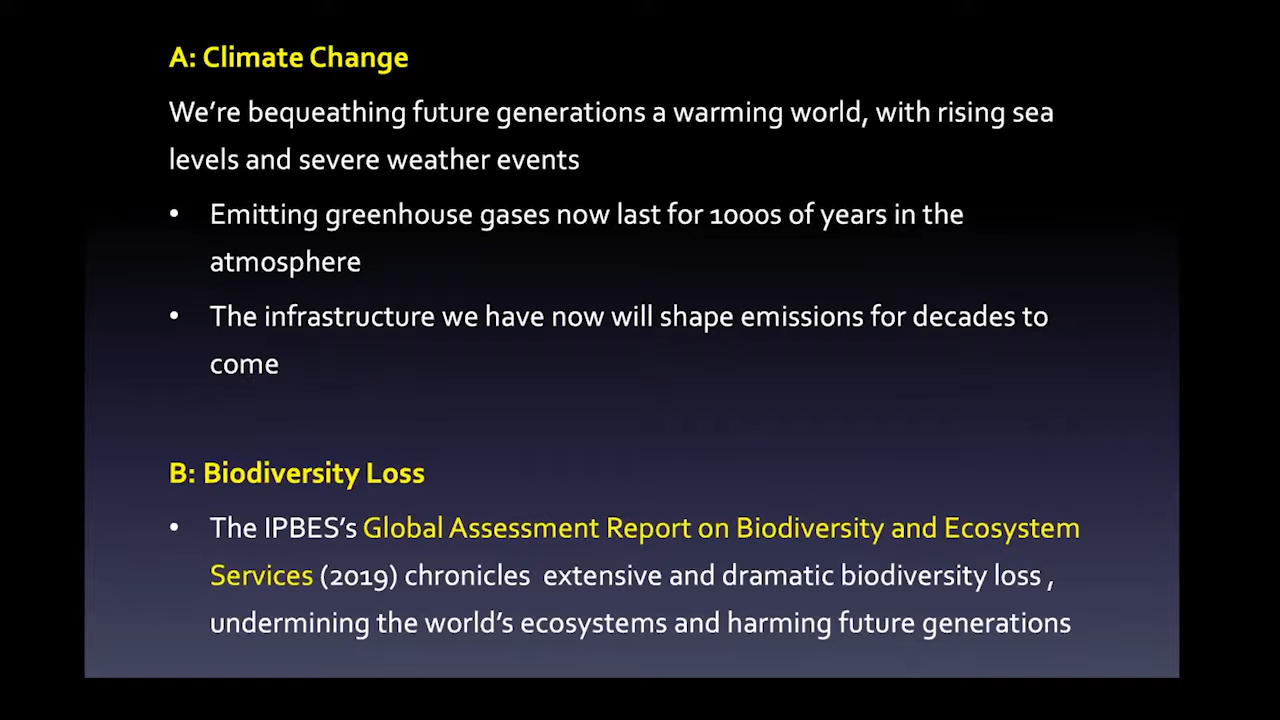 A: Climate Change
We’re bequeathing future generations a warming world, with rising sea
levels and severe weather events
• Emitting greenhouse gases now last for 1000s of years in the
atmosphere
• The infrastructure we have now will shape emissions for decades to
come
B: Biodiversity Loss
• The IPBES’s Global Assessment Report on Biodiversity and Ecosystem
Services (2019) chronicles  extensive and dramatic biodiversity loss ,
undermining the world’s ecosystems and harming future generations